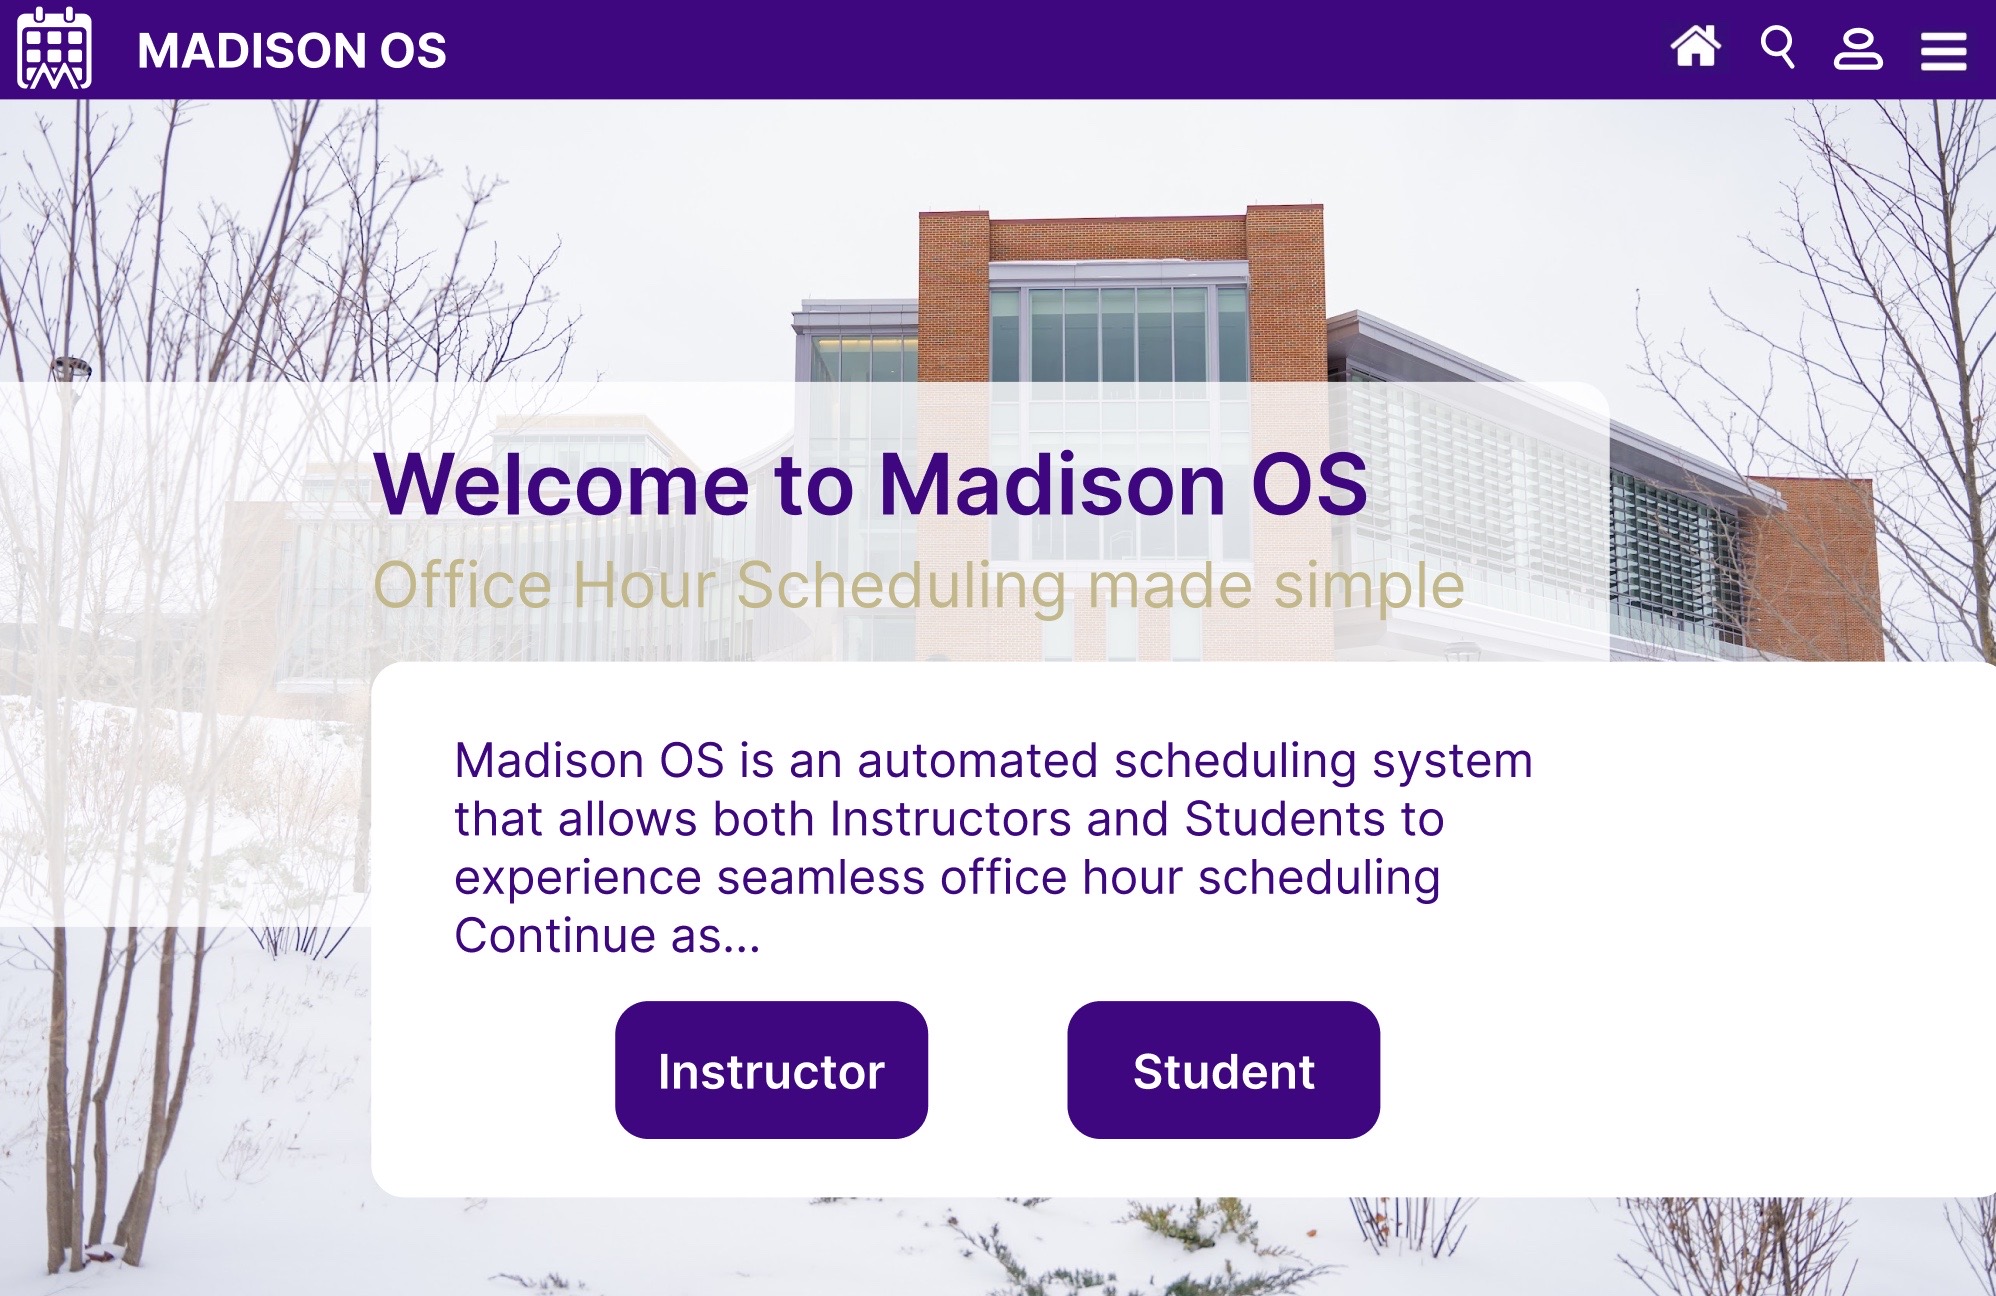 MADISON OS
Welcome to Madison OS
Office Hour Scheduling made simple
Madison OS is an automated scheduling system
that allows both Instructors and Students to
experience seamless office hour scheduling
Continue as...
Instructor
Student